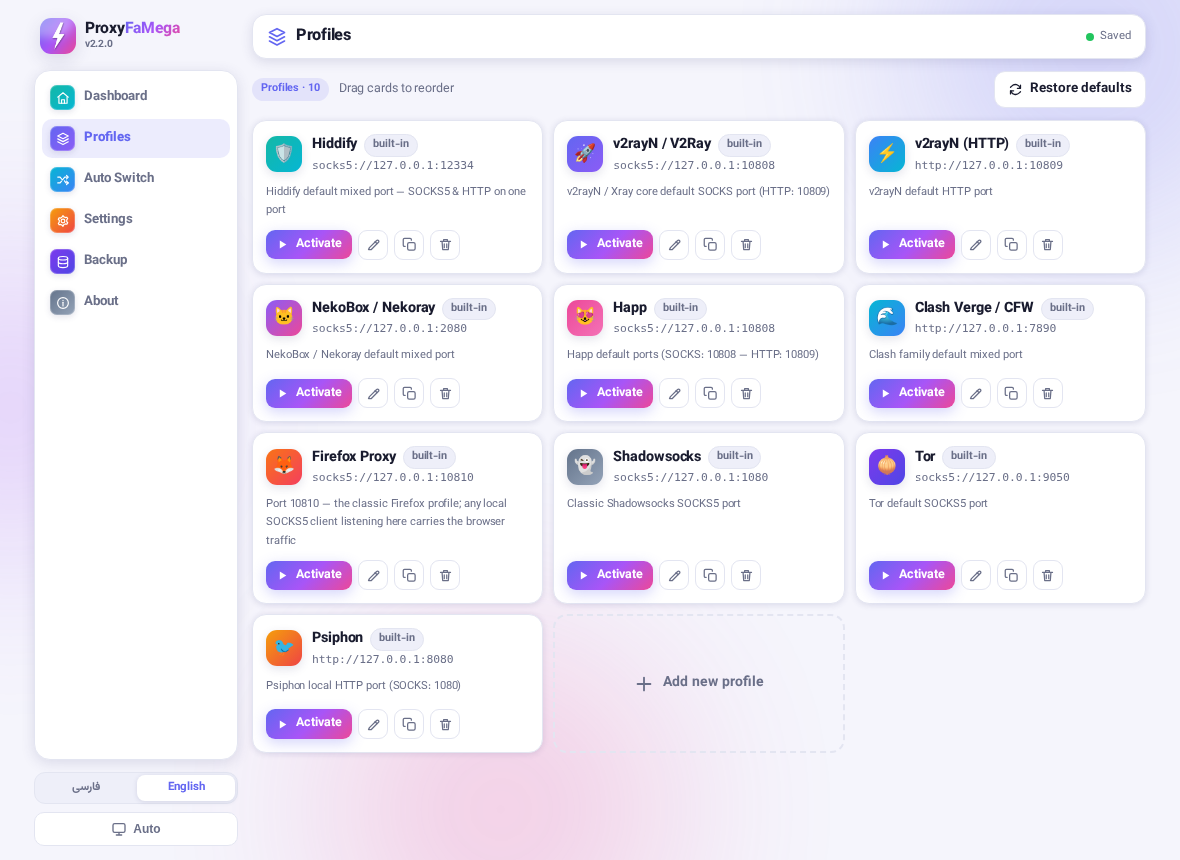 ProxyFaMega
v2.2.0
Dashboard
Profiles
Auto Switch
Settings
Backup
About
فارسی
English
Auto
Profiles
Saved
Profiles · 10
Drag cards to reorder
Restore defaults
Hiddify built-in
socks5://127.0.0.1:12334
Hiddify default mixed port — SOCKS5 & HTTP on one
port
Activate
v2rayN / V2Ray built-in
socks5://127.0.0.1:10808
v2rayN / Xray core default SOCKS port (HTTP: 10809)
Activate
v2rayN (HTTP) built-in
http://127.0.0.1:10809
v2rayN default HTTP port
Activate
NekoBox / Nekoray built-in
socks5://127.0.0.1:2080
NekoBox / Nekoray default mixed port
Activate
Happ built-in
socks5://127.0.0.1:10808
Happ default ports (SOCKS: 10808 — HTTP: 10809)
Activate
Clash Verge / CFW built-in
http://127.0.0.1:7890
Clash family default mixed port
Activate
Firefox Proxy built-in
socks5://127.0.0.1:10810
Port 10810 — the classic Firefox profile; any local
SOCKS5 client listening here carries the browser
traffic
Activate
Shadowsocks built-in
socks5://127.0.0.1:1080
Classic Shadowsocks SOCKS5 port
Activate
Tor built-in
socks5://127.0.0.1:9050
Tor default SOCKS5 port
Activate
Psiphon built-in
http://127.0.0.1:8080
Psiphon local HTTP port (SOCKS: 1080)
Activate
Add new profile